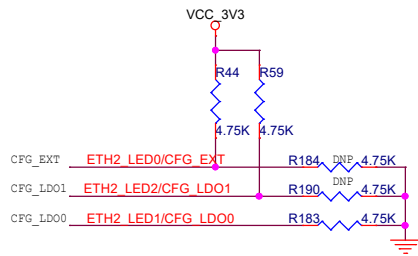 VCC_3V3
R44 R59
4.75K 4.75K
CFG_EXT ETH2_LED0/CFG_EXT R184 DNP 4.75K
CFG_LDO1 ETH2_LED2/CFG_LDO1 R190 DNP 4.75K
CFG_LDO0 ETH2_LED1/CFG_LDO0 R183 4.75K